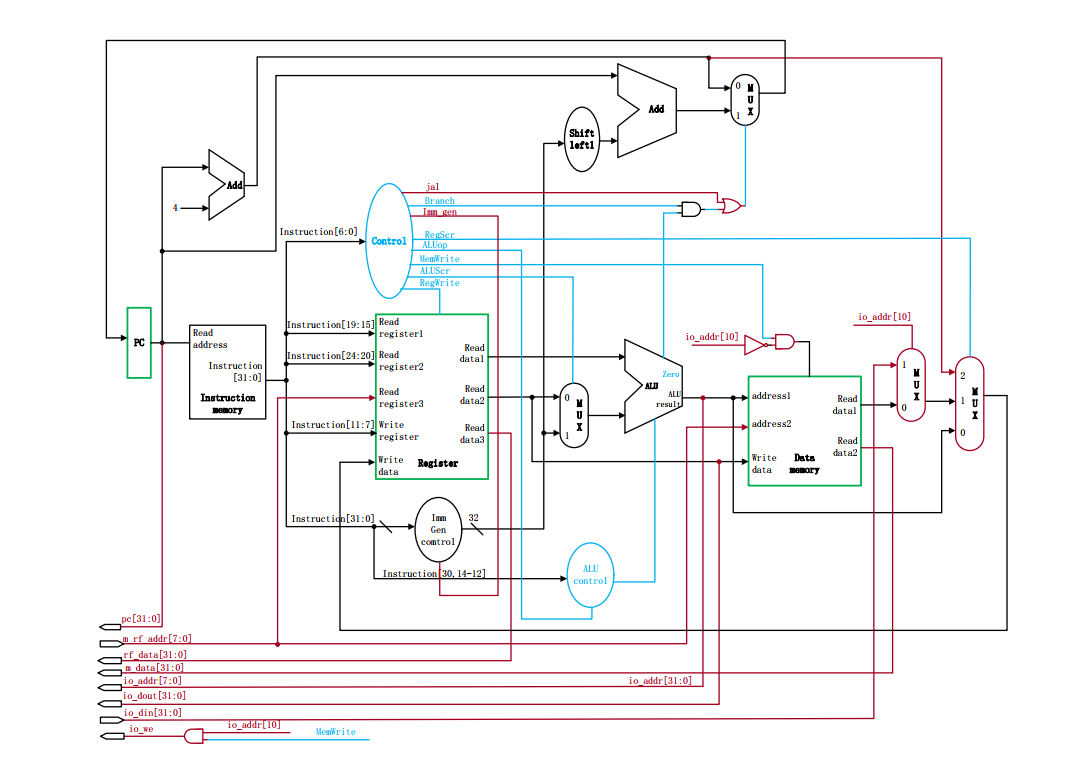 0
M
U
X
1
Add
Shift
left1
Add
4
jal
Branch
Imm_gen
RegScr
ALUop
MemWrite
ALUScr
RegWrite
Control
Instruction[6:0]
PC
Read
address
Instruction
[31:0]
Instruction
memory
Instruction[19:15]
Instruction[24:20]
Instruction[11:7]
Read
register1
Read
register2
Read
register3
Write
register
Write
data
Read
data1
Read
data2
Read
data3
Register
0
M
U
X
1
Zero
ALU
ALU
result
io_addr[10]
io_addr[10]
address1
address2
Write
data
Read
data1
Read
data2
Data
memory
1
M
U
X
0
2
M
1
U
X
0
Instruction[31:0]
Imm
Gen
comtrol
32
Instruction[30,14-12]
ALU
control
pc[31:0]
m_rf_addr[7:0]
rf_data[31:0]
m_data[31:0]
io_addr[7:0]
io_addr[31:0]
io_dout[31:0]
io_din[31:0]
io_we
io_addr[10]
MemWrite